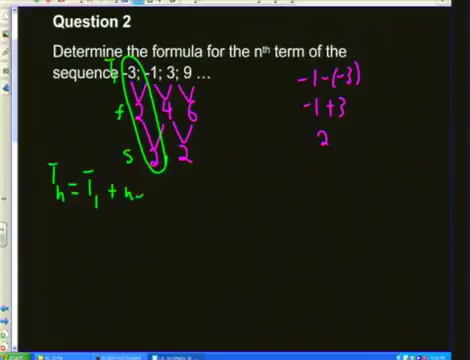 Question 2
Determine the formula for the nth term of the
sequence -3; -1; 3; 9 ...
T
f 2 4 6
s 2 2
-1-(-3)
-1+3
2
Tn = T1 + n-
START